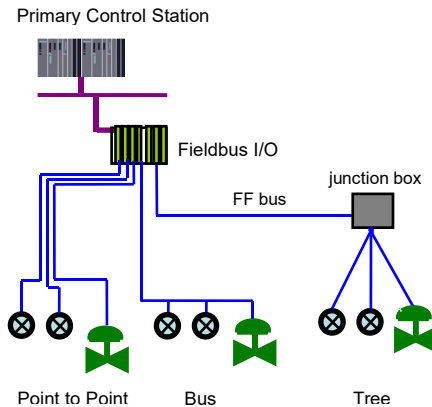 Primary Control Station
Fieldbus I/O
junction box
FF bus
Point to Point
Bus
Tree